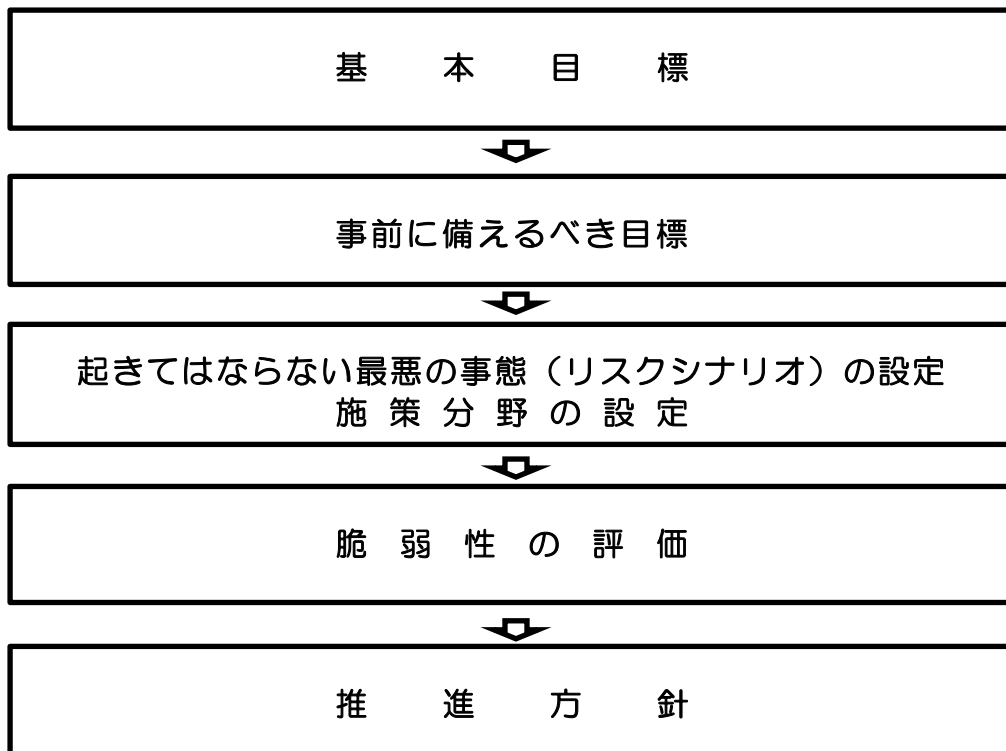 基本目標
事前に備えるべき目標
起きてはならない最悪の事態（リスクシナリオ）の設定
施策分野の設定
脆弱性の評価
推進方針